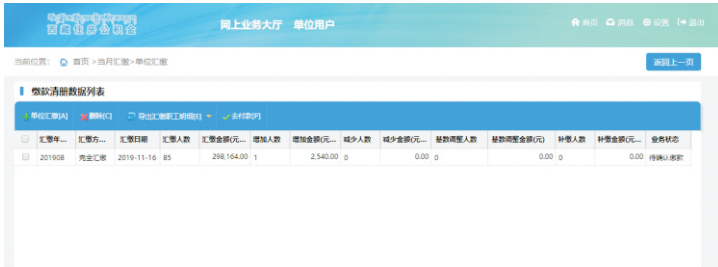 西藏住房公积金
网上业务大厅 单位用户
首页 消息 设置 退出
当前位置: 首页 >当月汇缴>单位汇缴
返回上一页
缴款清册数据列表
单位汇缴[A] 删除[C] 导出汇缴职工明细[E] 去付款[P]
汇缴年... 汇缴方... 汇缴日期 汇缴人数 汇缴金额(元... 增加人数 增加金额(元... 减少人数 减少金额(元... 基数调整人数 基数调整金额(元) 补缴人数 补缴金额(元... 业务状态
201908 完全汇缴 2019-11-16 85 298,164.00 1 2,540.00 0 0.00 0 0.00 0 0.00 待确认缴款